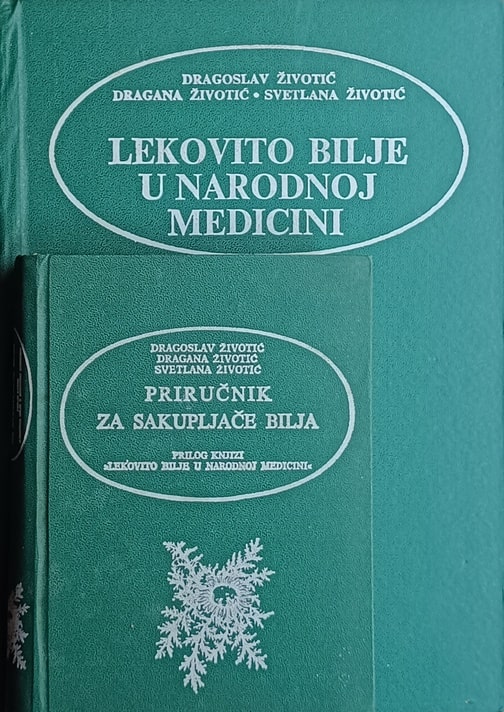 DRAGOSLAV ŽIVOTIĆ
DRAGANA ŽIVOTIĆ • SVETLANA ŽIVOTIĆ
LEKOVITO BILJE
U NARODNOJ
MEDICINI
DRAGOSLAV ŽIVOTIĆ
DRAGANA ŽIVOTIĆ
SVETLANA ŽIVOTIĆ
PRIRUČNIK
ZA SAKUPLJAČE BILJA
PRILOG KNJIZI
»LEKOVITO BILJE U NARODNOJ MEDICINI«